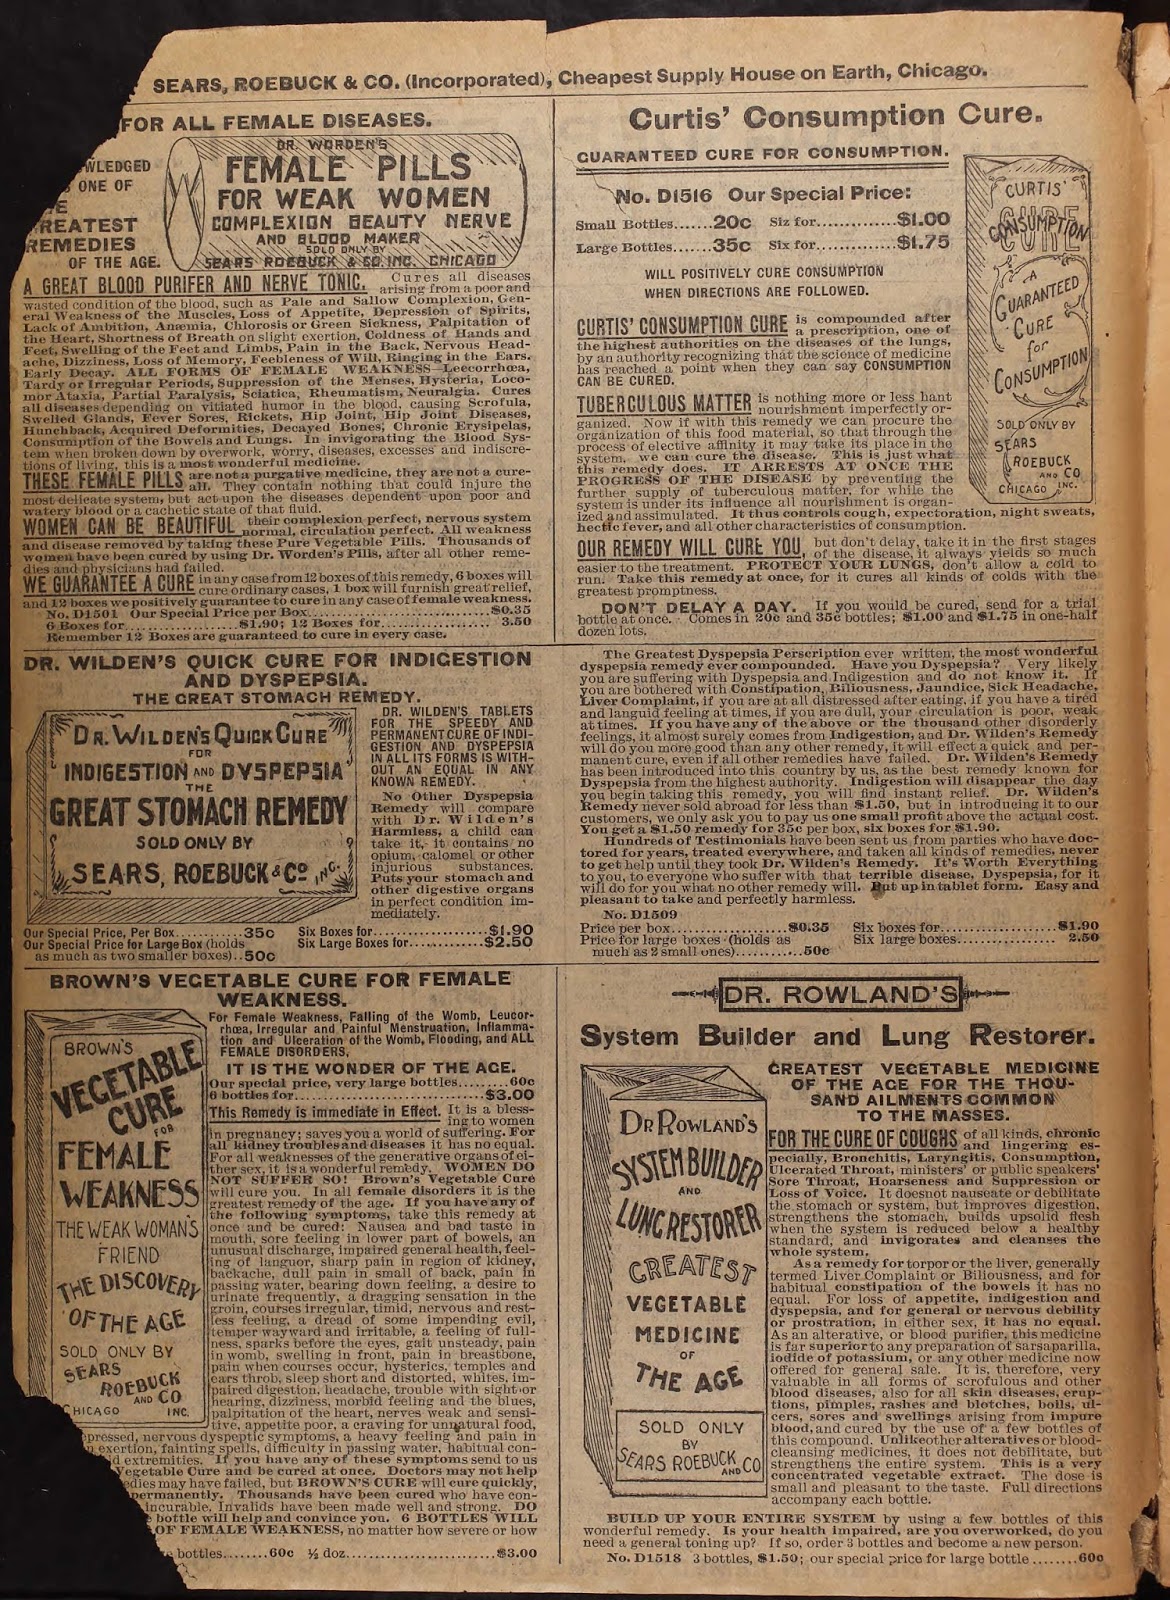 SEARS, ROEBUCK & CO. (Incorporated), Cheapest Supply House on Earth, Chicago.
FOR ALL FEMALE DISEASES.
WLEDGED
ONE OF
REATEST
REMEDIES
OF THE AGE.
DR. WORDEN'S
FEMALE PILLS
FOR WEAK WOMEN
COMPLEXION BEAUTY NERVE
AND BLOOD MAKER
SOLD ONLY BY
SEARS ROEBUCK & CO. INC. CHICAGO
A GREAT BLOOD PURIFER AND NERVE TONIC. Cures all diseases
arising from a poor and
wasted condition of the blood, such as Pale and Sallow Complexion, Gen-
eral Weakness of the Muscles, Loss of Appetite, Depression of Spirits,
Lack of Ambition, Anæmia, Chlorosis or Green Sickness, Palpitation of
the Heart, Shortness of Breath on slight exertion, Coldness of Hands and
Feet, Swelling of the Feet and Limbs, Pain in the Back, Nervous Head-
ache, Dizziness, Loss of Memory, Feebleness of Will, Ringing in the Ears.
Early Decay. ALL FORMS OF FEMALE WEAKNESS—Leecorrhœa,
Tardy or Irregular Periods, Suppression of the Menses, Hysteria, Loco-
mor Ataxia, Partial Paralysis, Sciatica, Rheumatism, Neuralgia. Cures
all diseases depending on vitiated humor in the blood, causing Scrofula,
Swelled Glands, Fever Sores, Rickets, Hip Joint, Hip Joint Diseases,
Hunchback, Acquired Deformities, Decayed Bones, Chronic Erysipelas,
Consumption of the Bowels and Lungs. In invigorating the Blood Sys-
tem when broken down by overwork, worry, diseases, excesses and indiscre-
tions of living, this is a most wonderful medicine.
THESE FEMALE PILLS are not a purgative medicine, they are not a cure-
all. They contain nothing that could injure the
most delicate system, but act upon the diseases dependent upon poor and
watery blood or a cachetic state of that fluid.
WOMEN CAN BE BEAUTIFUL their complexion perfect, nervous system
normal, circulation perfect. All weakness
and disease removed by taking these Pure Vegetable Pills. Thousands of
women have been cured by using Dr. Worden's Pills, after all other reme-
dies and physicians had failed.
WE GUARANTEE A CURE in any case from 12 boxes of this remedy, 6 boxes will
cure ordinary cases, 1 box will furnish great relief,
and 12 boxes we positively guarantee to cure in any case of female weakness.
No. D1501 Our Special Price per Box..........$0.35
6 Boxes for..........$1.90; 12 Boxes for..........3.50
Remember 12 Boxes are guaranteed to cure in every case.
Curtis' Consumption Cure.
GUARANTEED CURE FOR CONSUMPTION.
No. D1516 Our Special Price:
Small Bottles......20c Siz for..........$1.00
Large Bottles......35c Six for..........$1.75
WILL POSITIVELY CURE CONSUMPTION
WHEN DIRECTIONS ARE FOLLOWED.
CURTIS'
CONSUMPTION
CURE
A
GUARANTEED
CURE
for
CONSUMPTION
SOLD ONLY BY
SEARS
ROEBUCK
AND CO
CHICAGO INC.
CURTIS' CONSUMPTION CURE is compounded after
a prescription, one of
the highest authorities on the diseases of the lungs,
by an authority recognizing that the science of medicine
has reached a point when they can say CONSUMPTION
CAN BE CURED.
TUBERCULOUS MATTER is nothing more or less hant
nourishment imperfectly or-
ganized. Now if with this remedy we can procure the
organization of this food material, so that through the
process of elective affinity it may take its place in the
system, we can cure the disease. This is just what
this remedy does. IT ARRESTS AT ONCE THE
PROGRESS OF THE DISEASE by preventing the
further supply of tuberculous matter, for while the
system is under its influence all nourishment is organ-
ized and assimulated. It thus controls cough, expectoration, night sweats,
hectic fever, and all other characteristics of consumption.
OUR REMEDY WILL CURE YOU, but don't delay, take it in the first stages
of the disease, it always yields so much
easier to the treatment. PROTECT YOUR LUNGS, don't allow a cold to
run. Take this remedy at once, for it cures all kinds of colds with the
greatest promptness.
DON'T DELAY A DAY. If you would be cured, send for a trial
bottle at once. Comes in 20c and 35c bottles; $1.00 and $1.75 in one-half
dozen lots.
DR. WILDEN'S QUICK CURE FOR INDIGESTION
AND DYSPEPSIA.
THE GREAT STOMACH REMEDY.
DR. WILDEN'S QUICK CURE
FOR
INDIGESTION AND DYSPEPSIA
THE
GREAT STOMACH REMEDY
SOLD ONLY BY
SEARS, ROEBUCK & CO INC.
DR. WILDEN'S TABLETS
FOR THE SPEEDY AND
PERMANENT CURE OF INDI-
GESTION AND DYSPEPSIA
IN ALL ITS FORMS IS WITH-
OUT AN EQUAL IN ANY
KNOWN REMEDY.
No Other Dyspepsia
Remedy will compare
with Dr. Wilden's
Harmless, a child can
take it, it contains no
opium, calomel or other
injurious substances.
Puts your stomach and
other digestive organs
in perfect condition im-
mediately.
Our Special Price, Per Box..........35c Six Boxes for..........$1.90
Our Special Price for Large Box (holds Six Large Boxes for..........$2.50
as much as two smaller boxes)..50c
The Greatest Dyspepsia Perscription ever written, the most wonderful
dyspepsia remedy ever compounded. Have you Dyspepsia? Very likely
you are suffering with Dyspepsia and Indigestion and do not know it. If
you are bothered with Constipation, Biliousness, Jaundice, Sick Headache,
Liver Complaint, if you are at all distressed after eating, if you have a tired
and languid feeling at times, if you are dull, your circulation is poor, weak
at times. If you have any of the above or the thousand other disorderly
feelings, it almost surely comes from Indigestion, and Dr. Wilden's Remedy
will do you more good than any other remedy, it will effect a quick and per-
manent cure, even if all other remedies have failed. Dr. Wilden's Remedy
has been introduced into this country by us, as the best remedy known for
Dyspepsia from the highest authority. Indigestion will disappear the day
you begin taking this remedy, you will find instant relief. Dr. Wilden's
Remedy never sold abroad for less than $1.50, but in introducing it to our
customers, we only ask you to pay us one small profit above the actual cost.
You get a $1.50 remedy for 35c per box, six boxes for $1.90.
Hundreds of Testimonials have been sent us from parties who have doc-
tored for years, treated everywhere, and taken all kinds of remedies, never
to get help until they took Dr. Wilden's Remedy. It's Worth Everything
to you, to everyone who suffer with that terrible disease, Dyspepsia, for it
will do for you what no other remedy will. Put up in tablet form. Easy and
pleasant to take and perfectly harmless.
No. D1509
Price per box..........$0.35 Six boxes for..........$1.90
Price for large boxes (holds as Six large boxes..........2.50
much as 2 small ones)..........50c
BROWN'S VEGETABLE CURE FOR FEMALE
WEAKNESS.
BROWN'S
VEGETABLE
CURE
FOR
FEMALE
WEAKNESS
THE WEAK WOMAN'S
FRIEND
THE DISCOVERY
OF THE AGE
SOLD ONLY BY
SEARS
ROEBUCK
AND CO
CHICAGO INC.
For Female Weakness, Falling of the Womb, Leucor-
rhœa, Irregular and Painful Menstruation, Inflamma-
tion and Ulceration of the Womb, Flooding, and ALL
FEMALE DISORDERS,
IT IS THE WONDER OF THE AGE.
Our special price, very large bottles..........60c
6 bottles for..........$3.00
This Remedy is immediate in Effect. It is a bless-
ing to women
in pregnancy; saves you a world of suffering. For
all kidney troubles and diseases it has no equal.
For all weaknesses of the generative organs of ei-
ther sex, it is a wonderful remedy. WOMEN DO
NOT SUFFER SO! Brown's Vegetable Cure
will cure you. In all female disorders it is the
greatest remedy of the age. If you have any of
the following symptoms, take this remedy at
once and be cured: Nausea and bad taste in
mouth, sore feeling in lower part of bowels, an
unusual discharge, impaired general health, feel-
ing of languor, sharp pain in region of kidney,
backache, dull pain in small of back, pain in
passing water, bearing down feeling, a desire to
urinate frequently, a dragging sensation in the
groin, courses irregular, timid, nervous and rest-
less feeling, a dread of some impending evil,
temper wayward and irritable, a feeling of full-
ness, sparks before the eyes, gait unsteady, pain
in womb, swelling in front, pain in breastbone,
pain when courses occur, hysterics, temples and
ears throb, sleep short and distorted, whites, im-
paired digestion, headache, trouble with sight or
hearing, dizziness, morbid feeling and the blues,
palpitation of the heart, nerves weak and sensi-
tive, appetite poor, a craving for unnatural food,
pressed, nervous dyspeptic symptoms, a heavy feeling and pain in
exertion, fainting spells, difficulty in passing water, habitual con-
extremities. If you have any of these symptoms send to us
Vegetable Cure and be cured at once. Doctors may not help
dies may have failed, but BROWN'S CURE will cure quickly,
permanently. Thousands have been cured who have con-
incurable. Invalids have been made well and strong. DO
bottle will help and convince you. 6 BOTTLES WILL
OF FEMALE WEAKNESS, no matter how severe or how
bottles........60c ½ doz..........$3.00
DR. ROWLAND'S
System Builder and Lung Restorer.
DR ROWLAND'S
SYSTEM BUILDER
AND
LUNG RESTORER
GREATEST
VEGETABLE
MEDICINE
OF
THE AGE
SOLD ONLY
BY
SEARS ROEBUCK
AND CO
GREATEST VEGETABLE MEDICINE
OF THE AGE FOR THE THOU-
SAND AILMENTS COMMON
TO THE MASSES.
FOR THE CURE OF COUGHS of all kinds, chronic
and lingering es-
pecially, Bronchitis, Laryngitis, Consumption,
Ulcerated Throat, ministers' or public speakers'
Sore Throat, Hoarseness and Suppression or
Loss of Voice. It doesnot nauseate or debilitate
the stomach or system, but improves digestion,
strengthens the stomach, builds upsolid flesh
when the system is reduced below a healthy
standard, and invigorates and cleanses the
whole system.
As a remedy for torpor or the liver, generally
termed Liver Complaint or Biliousness, and for
habitual constipation of the bowels it has no
equal. For loss of appetite, indigestion and
dyspepsia, and for general or nervous debility
or prostration, in either sex, it has no equal.
As an alterative, or blood purifier, this medicine
is far superior to any preparation of sarsaparilla,
iodide of potassium, or any other medicine now
offered for general sale. It is, therefore, very
valuable in all forms of scrofulous and other
blood diseases, also for all skin diseases, erup-
tions, pimples, rashes and blotches, boils, ul-
cers, sores and swellings arising from impure
blood, and cured by the use of a few bottles of
this compound. Unlike other alteratives or blood-
cleansing medicines, it does not debilitate, but
strengthens the entire system. This is a very
concentrated vegetable extract. The dose is
small and pleasant to the taste. Full directions
accompany each bottle.
BUILD UP YOUR ENTIRE SYSTEM by using a few bottles of this
wonderful remedy. Is your health impaired, are you overworked, do you
need a general toning up? If so, order 3 bottles and become a new person.
No. D1518 3 bottles, $1.50; our special price for large bottle ........60c